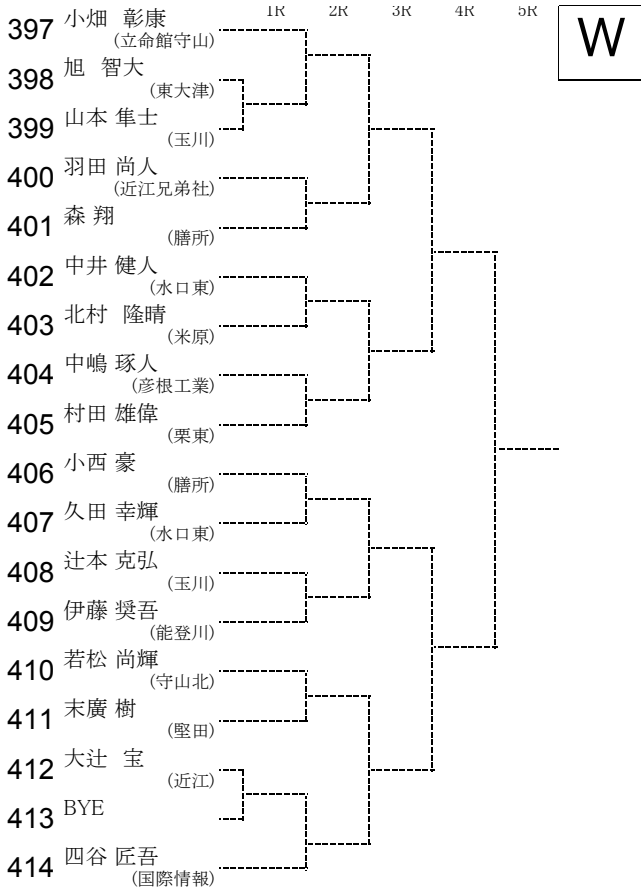 1R 2R 3R 4R 5R
W
397 小畑 彰康
(立命館守山)
398 旭 智大
(東大津)
399 山本 隼士
(玉川)
400 羽田 尚人
(近江兄弟社)
401 森 翔
(膳所)
402 中井 健人
(水口東)
403 北村 隆晴
(米原)
404 中嶋 琢人
(彦根工業)
405 村田 雄偉
(栗東)
406 小西 豪
(膳所)
407 久田 幸輝
(水口東)
408 辻本 克弘
(玉川)
409 伊藤 奨吾
(能登川)
410 若松 尚輝
(守山北)
411 末廣 樹
(堅田)
412 大辻 宝
(近江)
413 BYE
414 四谷 匠吾
(国際情報)